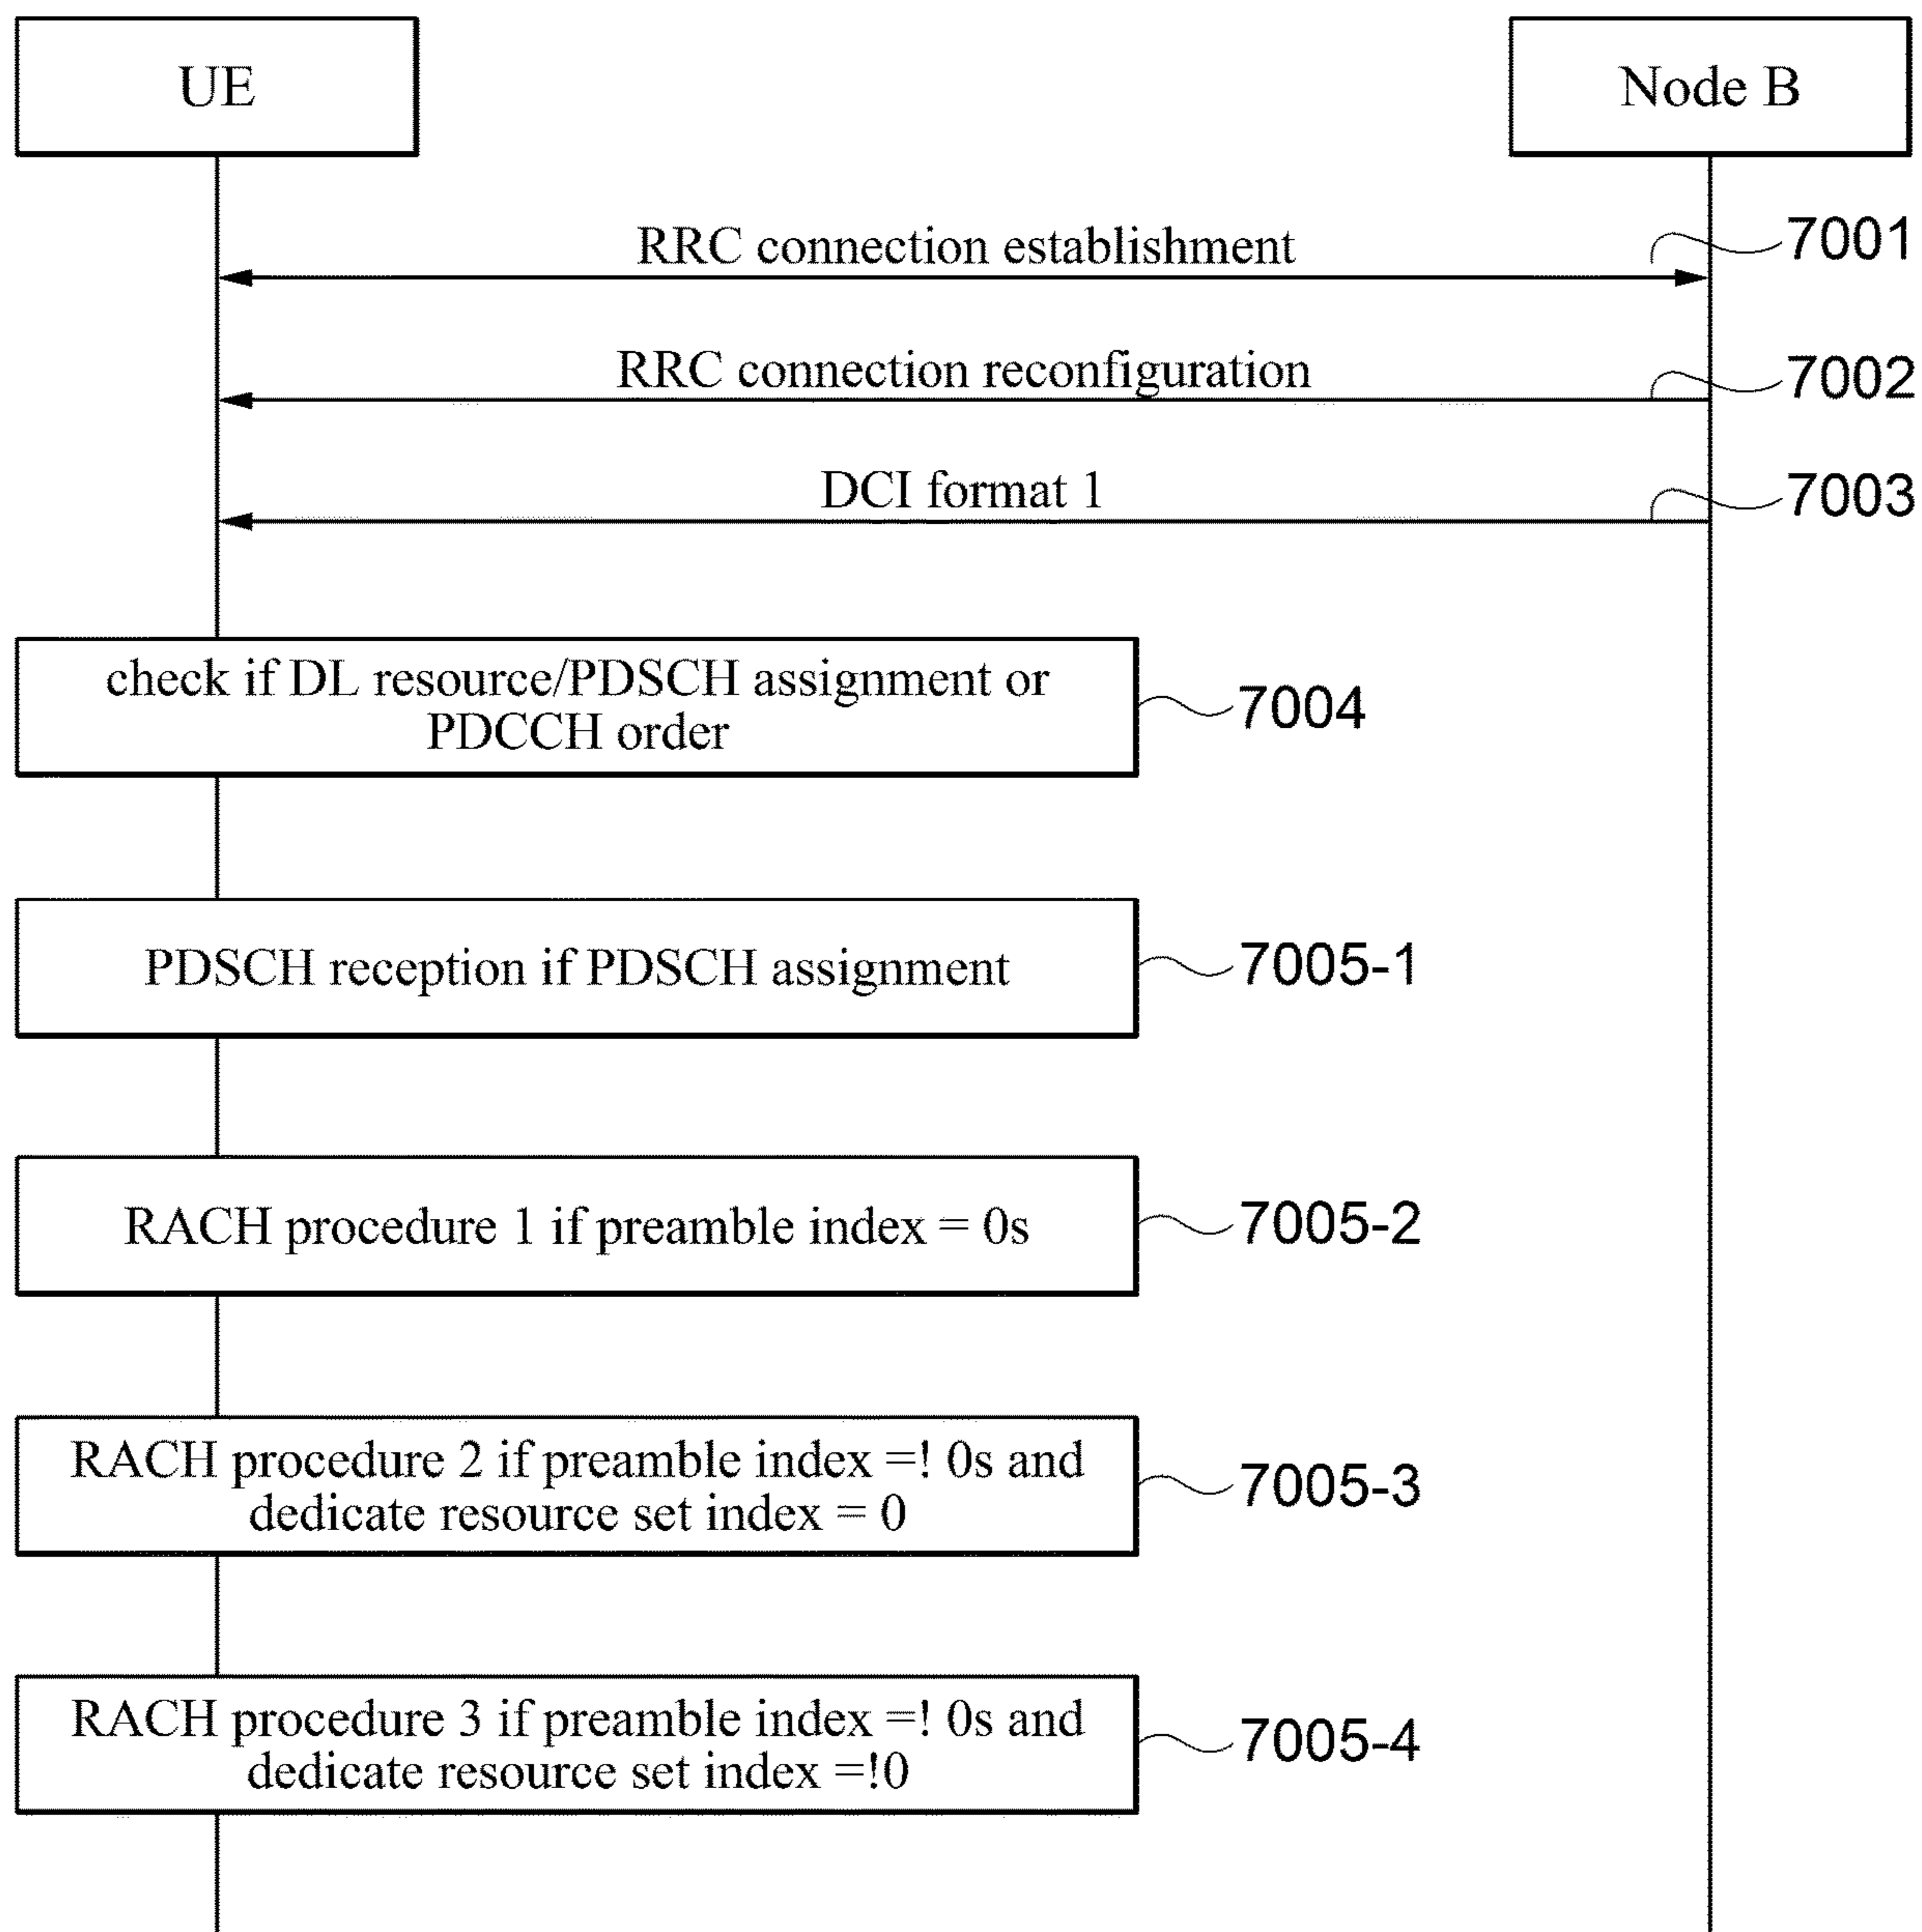 UE
Node B
RRC connection establishment
7001
RRC connection reconfiguration
7002
DCI format 1
7003
check if DL resource/PDSCH assignment or
PDCCH order
7004
PDSCH reception if PDSCH assignment
7005-1
RACH procedure 1 if preamble index = 0s
7005-2
RACH procedure 2 if preamble index =! 0s and
dedicate resource set index = 0
7005-3
RACH procedure 3 if preamble index =! 0s and
dedicate resource set index =!0
7005-4